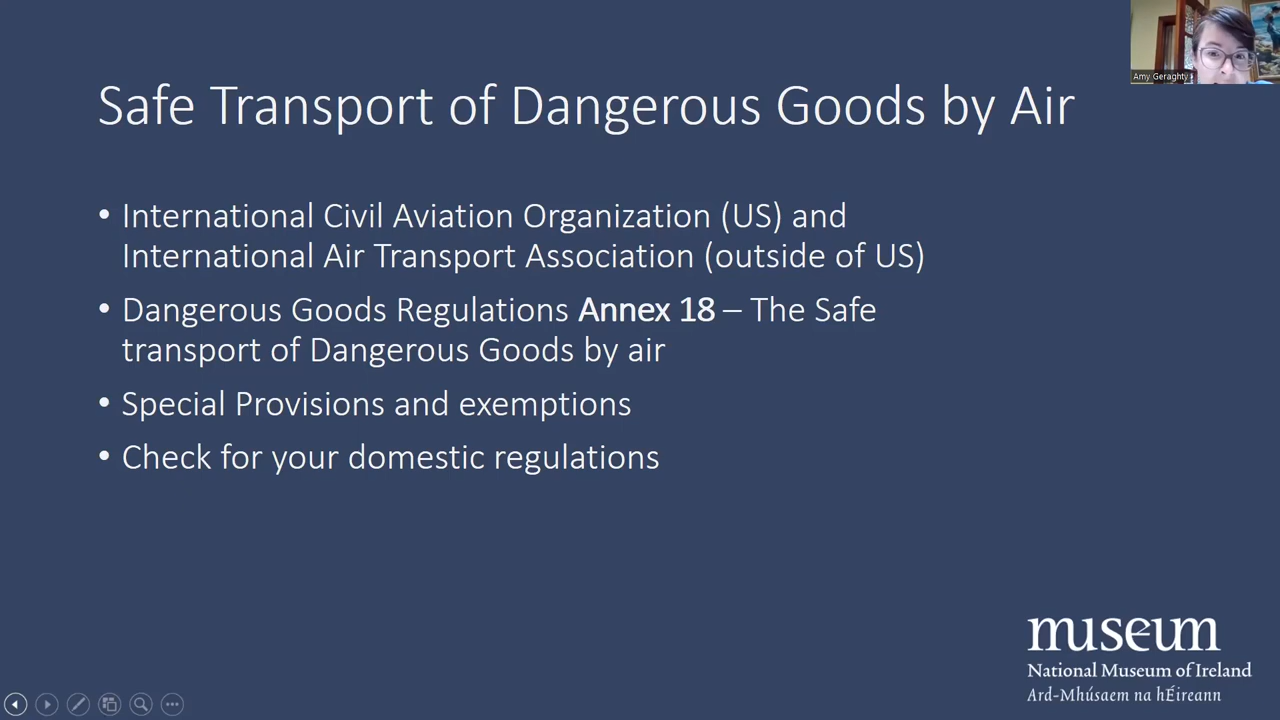 Amy Geraghty
Safe Transport of Dangerous Goods by Air
• International Civil Aviation Organization (US) and
International Air Transport Association (outside of US)
• Dangerous Goods Regulations Annex 18 – The Safe
transport of Dangerous Goods by air
• Special Provisions and exemptions
• Check for your domestic regulations
museum
National Museum of Ireland
Ard-Mhúsaem na hÉireann